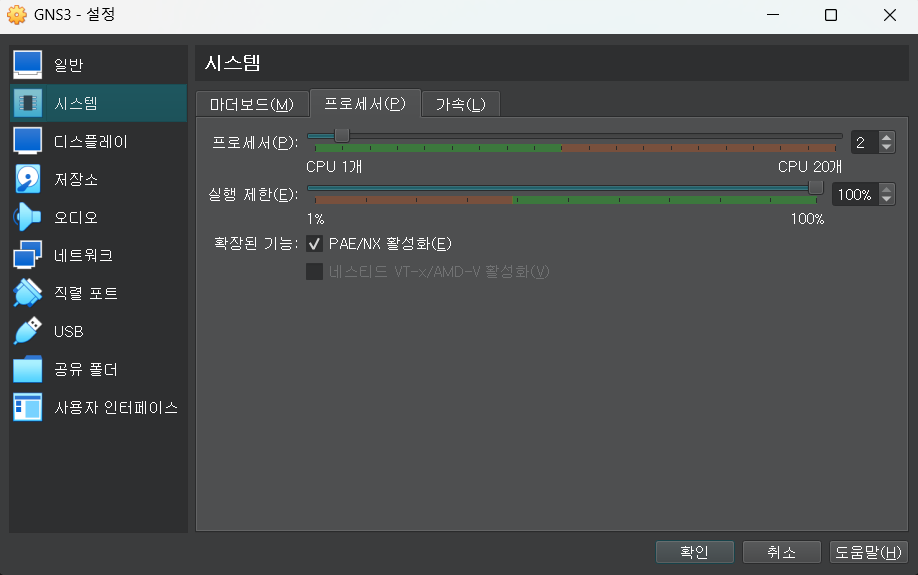 GNS3 - 설정
일반
시스템
디스플레이
저장소
오디오
네트워크
직렬 포트
USB
공유 폴더
사용자 인터페이스
시스템
마더보드(M) 프로세서(P) 가속(L)
프로세서(P): 2
CPU 1개 CPU 20개
실행 제한(E): 100%
1% 100%
확장된 기능: PAE/NX 활성화(E)
네스티드 VT-x/AMD-V 활성화(V)
확인 취소 도움말(H)